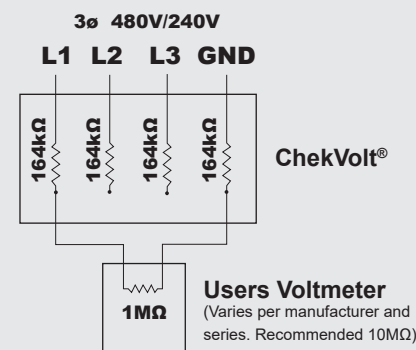 3ø 480V/240V
L1 L2 L3 GND
164kΩ 164kΩ 164kΩ 164kΩ
ChekVolt®
1MΩ
Users Voltmeter
(Varies per manufacturer and
series. Recommended 10MΩ)